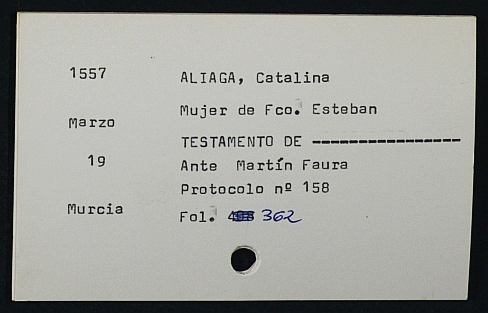 1557
ALIAGA, Catalina
Mujer de Fco. Esteban
Marzo
TESTAMENTO DE -----------------
19
Ante Martín Faura
Protocolo nº 158
Murcia
Fol. 362